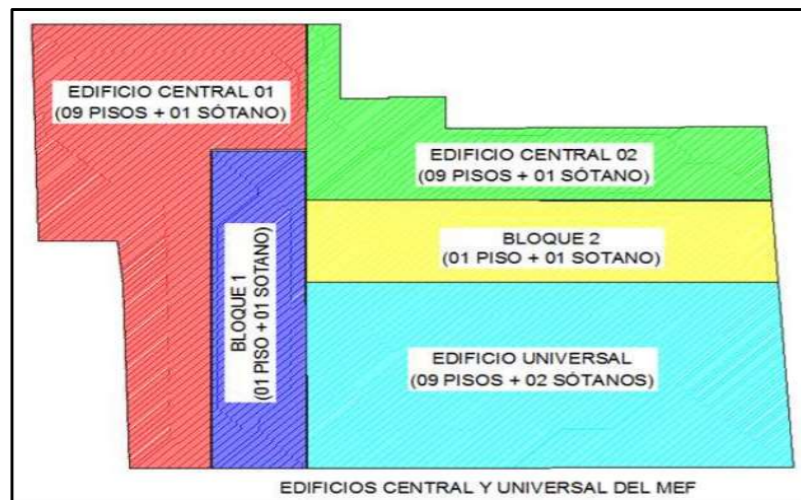 EDIFICIO CENTRAL 01
(09 PISOS + 01 SÓTANO)
EDIFICIO CENTRAL 02
(09 PISOS + 01 SÓTANO)
BLOQUE 1
(01 PISO + 01 SOTANO)
BLOQUE 2
(01 PISO + 01 SOTANO)
EDIFICIO UNIVERSAL
(09 PISOS + 02 SÓTANOS)
EDIFICIOS CENTRAL Y UNIVERSAL DEL MEF